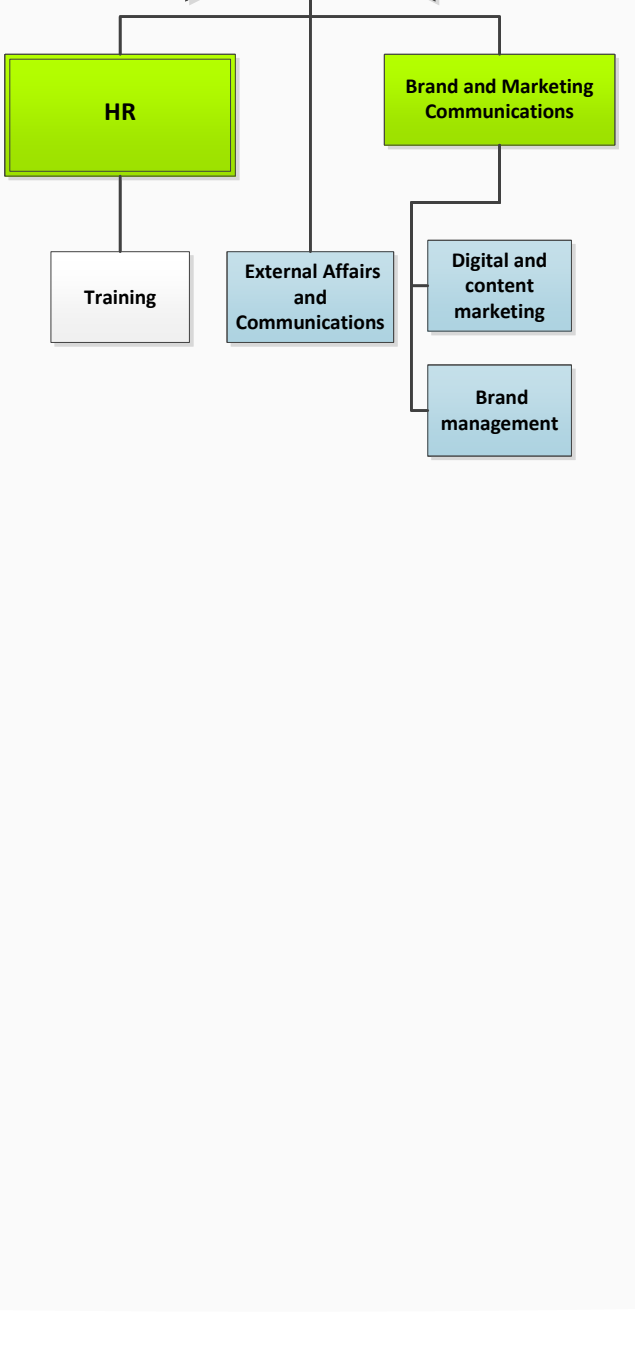 HR
Brand and Marketing
Communications
Training
External Affairs
and
Communications
Digital and
content
marketing
Brand
management